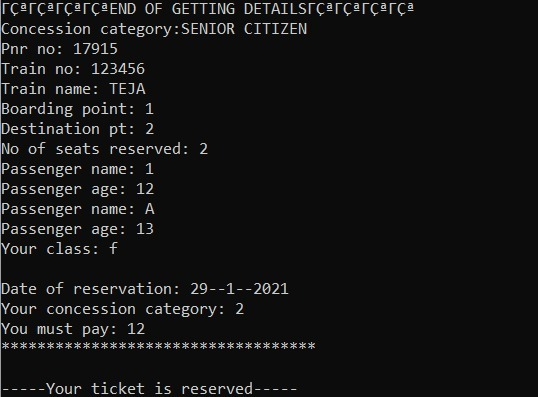 ΓÇªΓÇªΓÇªΓÇªEND OF GETTING DETAILSΓÇªΓÇªΓÇªΓÇª
Concession category:SENIOR CITIZEN
Pnr no: 17915
Train no: 123456
Train name: TEJA
Boarding point: 1
Destination pt: 2
No of seats reserved: 2
Passenger name: 1
Passenger age: 12
Passenger name: A
Passenger age: 13
Your class: f
Date of reservation: 29--1--2021
Your concession category: 2
You must pay: 12
***********************************
-----Your ticket is reserved-----